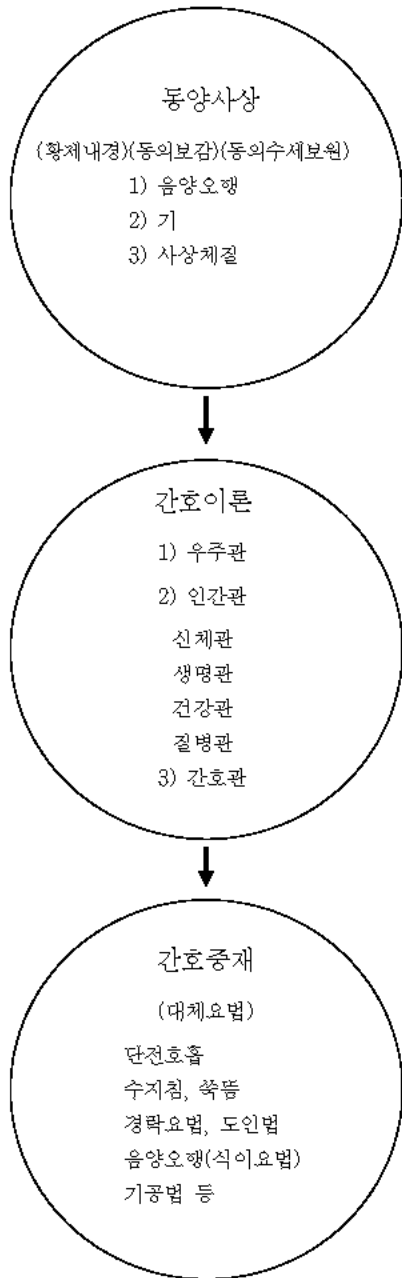 동양사상
(황제내경)(동의보감)(동의수세보원)
1) 음양오행
2) 기
3) 사상체질
간호이론
1) 우주관
2) 인간관
신체관
생명관
건강관
질병관
3) 간호관
간호중재
(대체요법)
단전호흡
수지침, 쑥뜸
경락요법, 도인법
음양오행(식이요법)
기공법 등